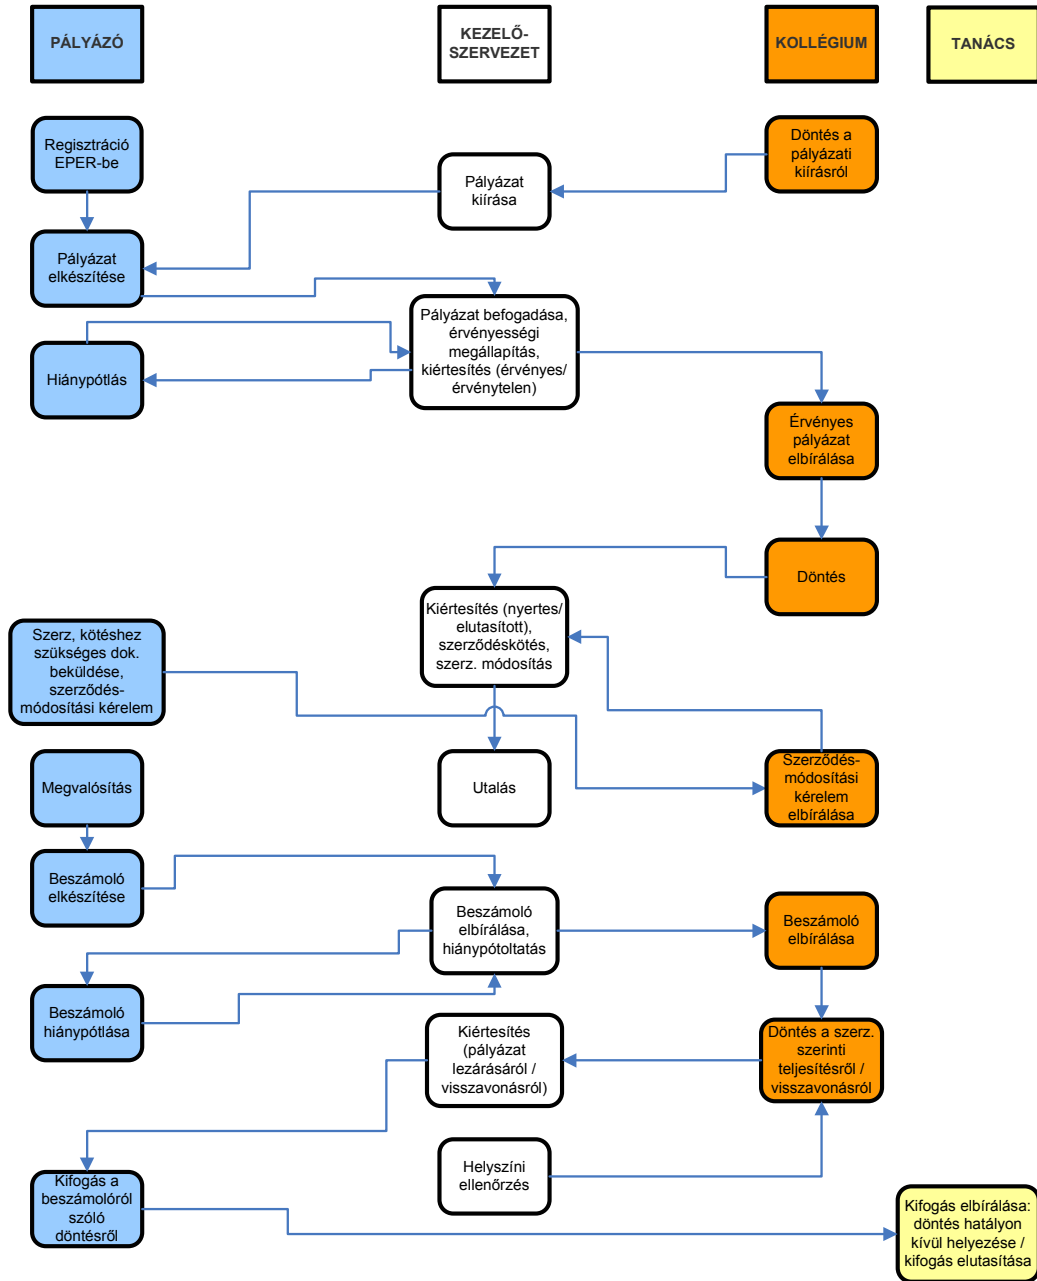 PÁLYÁZÓ
KEZELŐ-
SZERVEZET
KOLLÉGIUM
TANÁCS
Regisztráció
EPER-be
Döntés a
pályázati
kiírásról
Pályázat
kiírása
Pályázat
elkészítése
Pályázat befogadása,
érvényességi
megállapítás,
kiértesítés (érvényes/
érvénytelen)
Hiánypótlás
Érvényes
pályázat
elbírálása
Döntés
Kiértesítés (nyertes/
elutasított),
szerződéskötés,
szerz. módosítás
Szerz, kötéshez
szükséges dok.
beküldése,
szerződés-
módosítási kérelem
Megvalósítás
Utalás
Szerződés-
módosítási
kérelem
elbírálása
Beszámoló
elkészítése
Beszámoló
elbírálása,
hiánypótoltatás
Beszámoló
elbírálása
Beszámoló
hiánypótlása
Kiértesítés
(pályázat
lezárásáról /
visszavonásról)
Döntés a szerz.
szerinti
teljesítésről /
visszavonásról
Helyszíni
ellenőrzés
Kifogás a
beszámolóról
szóló
döntésről
Kifogás elbírálása:
döntés hatályon
kívül helyezése /
kifogás elutasítása